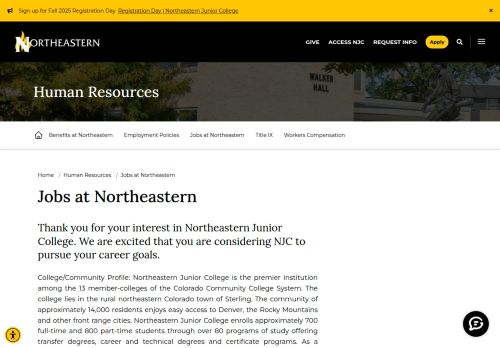 Sign up for Fall 2025 Registration Day Registration Day | Northeastern Junior College ×
NORTHEASTERN
GIVE ACCESS NJC REQUEST INFO Apply
WALKER
HALL
Human Resources
Benefits at Northeastern Employment Policies Jobs at Northeastern Title IX Workers Compensation
Home / Human Resources / Jobs at Northeastern
Jobs at Northeastern
Thank you for your interest in Northeastern Junior
College. We are excited that you are considering NJC to
pursue your career goals.
College/Community Profile: Northeastern Junior College is the premier institution
among the 13 member-colleges of the Colorado Community College System. The
college lies in the rural northeastern Colorado town of Sterling. The community of
approximately 14,000 residents enjoys easy access to Denver, the Rocky Mountains
and other front range cities. Northeastern Junior College enrolls approximately 700
full-time and 800 part-time students through over 80 programs of study offering
transfer degrees, career and technical degrees and certificate programs. As a